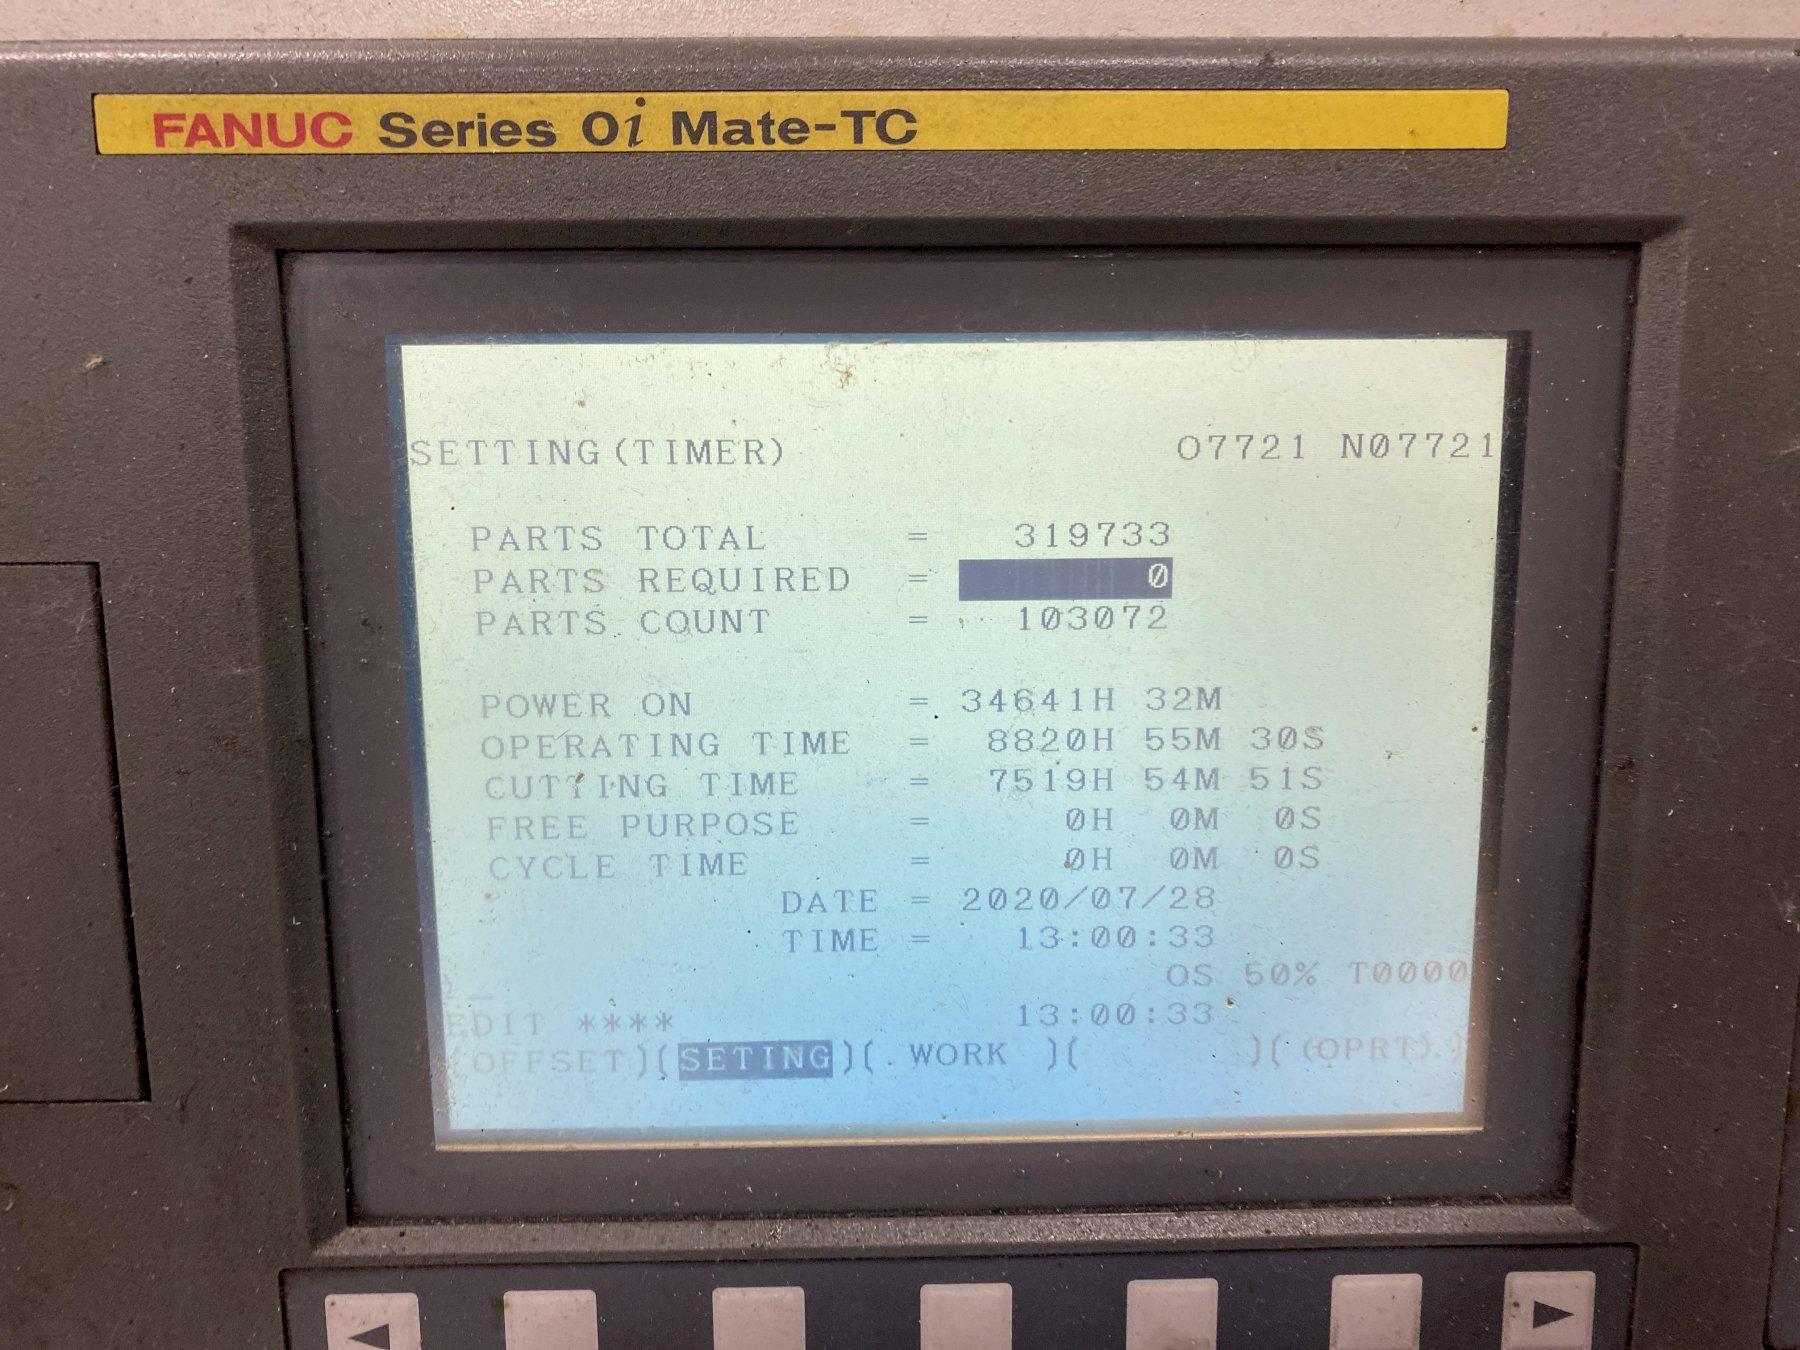 FANUC Series 0i Mate-TC
SETTING(TIMER) O7721 N07721
PARTS TOTAL = 319733
PARTS REQUIRED = 0
PARTS COUNT = 103072
POWER ON = 34641H 32M
OPERATING TIME = 8820H 55M 30S
CUTTING TIME = 7519H 54M 51S
FREE PURPOSE = 0H 0M 0S
CYCLE TIME = 0H 0M 0S
DATE = 2020/07/28
TIME = 13:00:33
OS 50% T0000
EDIT **** 13:00:33
(OFFSET)(SETING)( WORK )( )( (OPRT) )